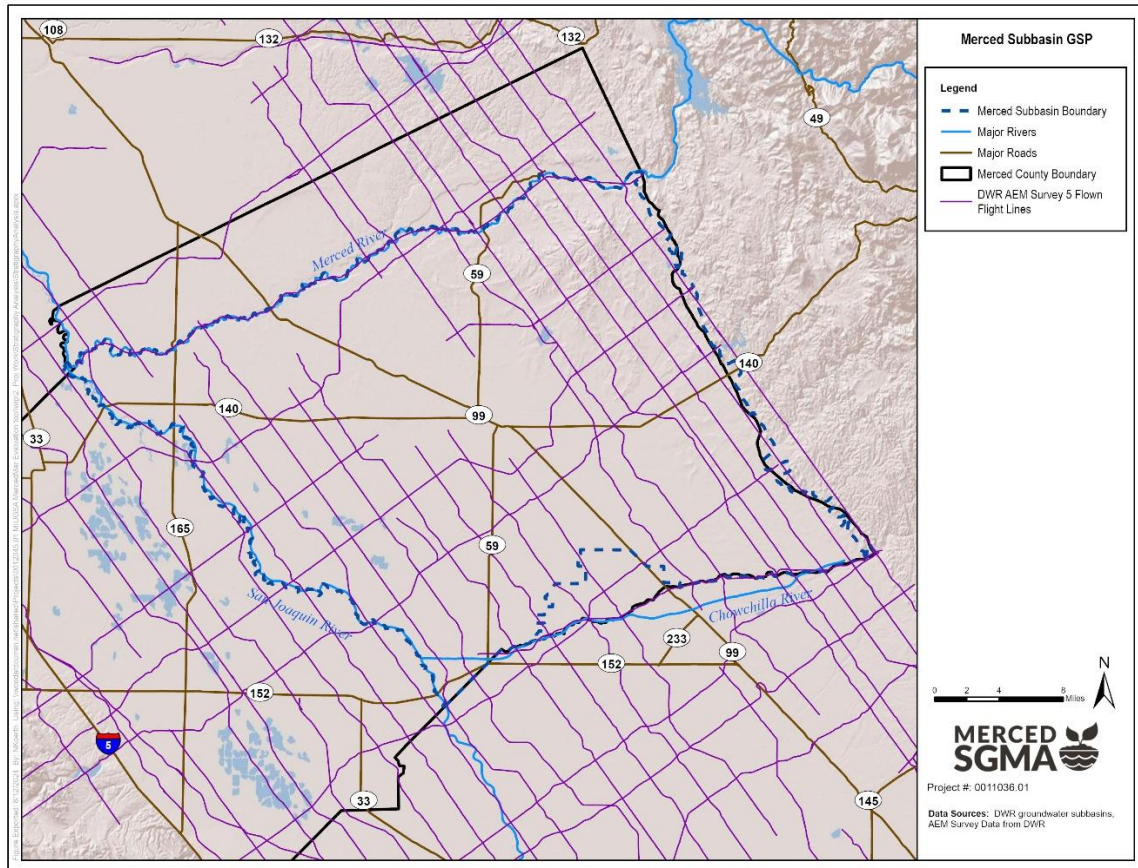 108
132
132
49
Merced River
59
140
140
99
33
165
59
San Joaquin River
Chowchilla River
233
99
152
152
5
33
145
Merced Subbasin GSP
Legend
Merced Subbasin Boundary
Major Rivers
Major Roads
Merced County Boundary
DWR AEM Survey 5 Flown
Flight Lines
N
0 2 4 8
Miles
MERCED
SGMA
Project #: 0011036.01
Data Sources: DWR groundwater subbasins,
AEM Survey Data from DWR